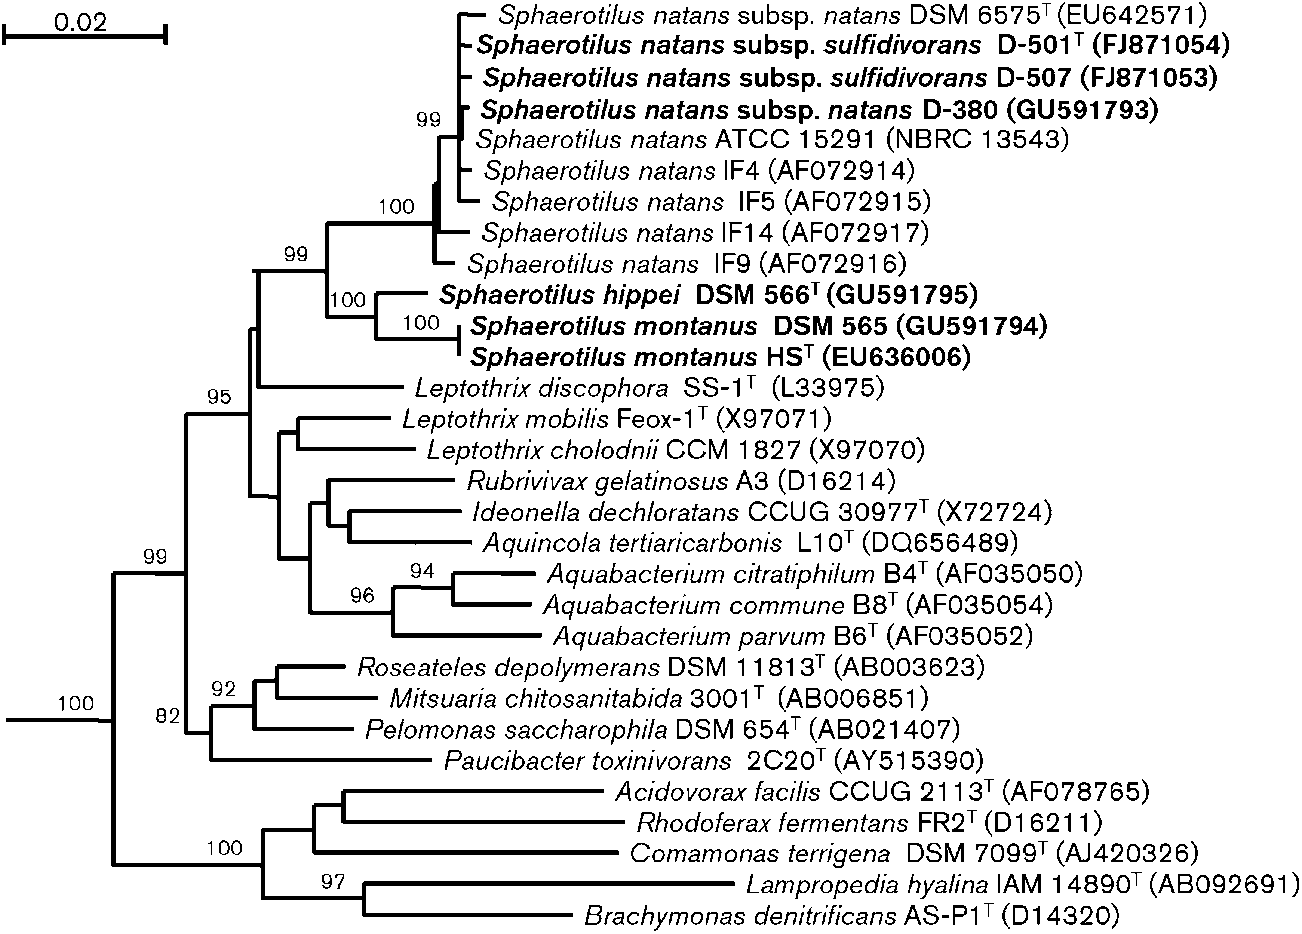 0.02
Sphaerotilus natans subsp. natans DSM 6575T (EU642571)
Sphaerotilus natans subsp. sulfidivorans D-501T (FJ871054)
Sphaerotilus natans subsp. sulfidivorans D-507 (FJ871053)
Sphaerotilus natans subsp. natans D-380 (GU591793)
99
Sphaerotilus natans ATCC 15291 (NBRC 13543)
Sphaerotilus natans IF4 (AF072914)
Sphaerotilus natans IF5 (AF072915)
100
Sphaerotilus natans IF14 (AF072917)
99
Sphaerotilus natans IF9 (AF072916)
100
Sphaerotilus hippei DSM 566T (GU591795)
100
Sphaerotilus montanus DSM 565 (GU591794)
Sphaerotilus montanus HST (EU636006)
Leptothrix discophora SS-1T (L33975)
95
Leptothrix mobilis Feox-1T (X97071)
Leptothrix cholodnii CCM 1827 (X97070)
Rubrivivax gelatinosus A3 (D16214)
Ideonella dechloratans CCUG 30977T (X72724)
Aquincola tertiaricarbonis L10T (DQ656489)
99
94
Aquabacterium citratiphilum B4T (AF035050)
96
Aquabacterium commune B8T (AF035054)
Aquabacterium parvum B6T (AF035052)
Roseateles depolymerans DSM 11813T (AB003623)
92
Mitsuaria chitosanitabida 3001T (AB006851)
100
82
Pelomonas saccharophila DSM 654T (AB021407)
Paucibacter toxinivorans 2C20T (AY515390)
Acidovorax facilis CCUG 2113T (AF078765)
Rhodoferax fermentans FR2T (D16211)
100
Comamonas terrigena DSM 7099T (AJ420326)
97
Lampropedia hyalina IAM 14890T (AB092691)
Brachymonas denitrificans AS-P1T (D14320)